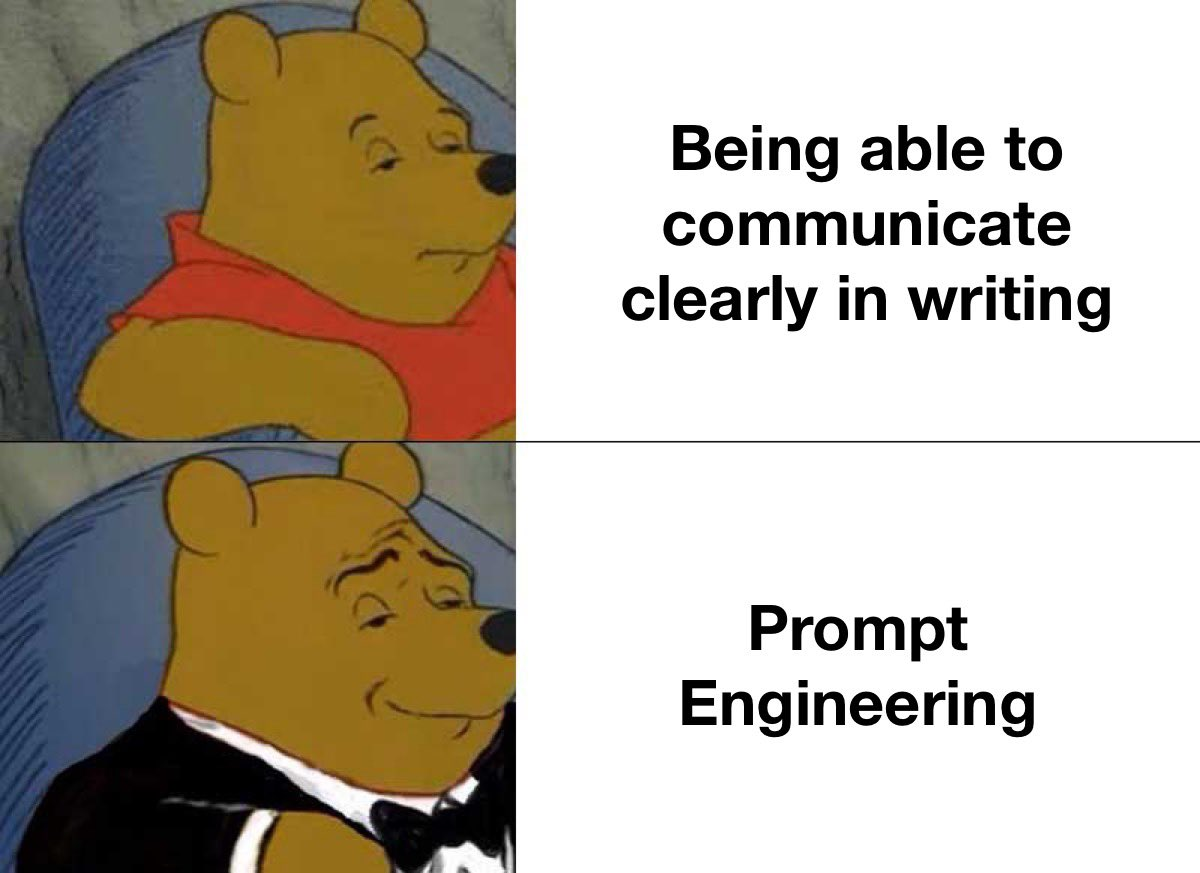 Being able to
communicate
clearly in writing
Prompt
Engineering